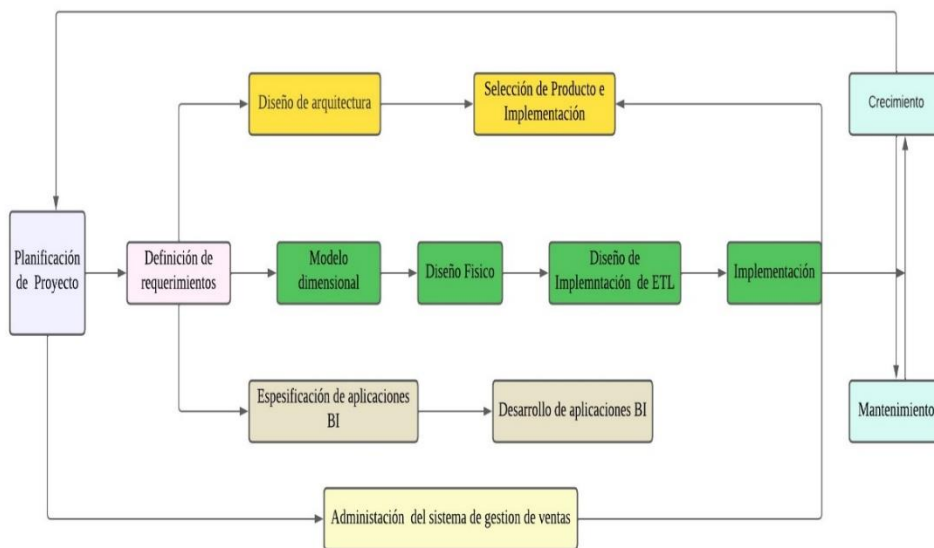 Diseño de arquitectura
Selección de Producto e
Implementación
Crecimiento
Planificación
de Proyecto
Definición de
requerimientos
Modelo
dimensional
Diseño Fisico
Diseño de
Implemntación de ETL
Implementación
Espesificación de aplicaciones
BI
Desarrollo de aplicaciones BI
Mantenimiento
Administación del sistema de gestion de ventas